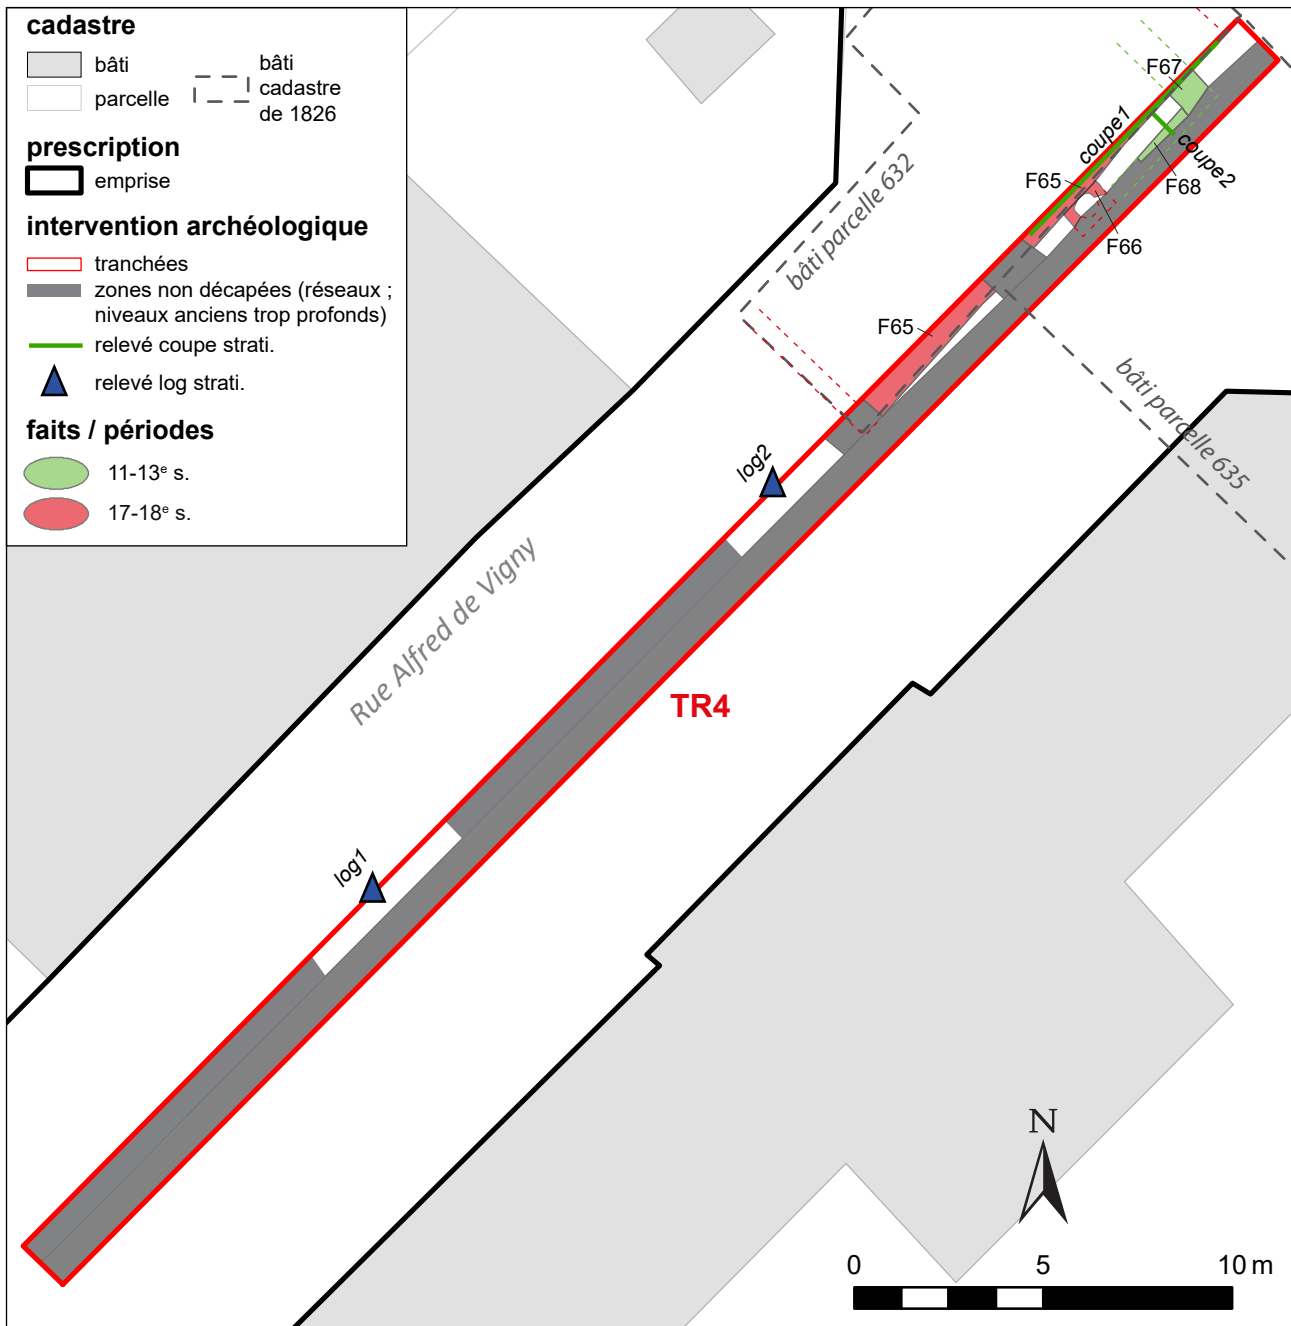 cadastre
bâti
parcelle
bâti
cadastre
de 1826
prescription
emprise
intervention archéologique
tranchées
zones non décapées (réseaux ;
niveaux anciens trop profonds)
relevé coupe strati.
relevé log strati.
faits / périodes
11-13e s.
17-18e s.
F67
coupe1
coupe2
F65
F68
F66
bâti parcelle 632
F65
bâti parcelle 635
log2
Rue Alfred de Vigny
TR4
log1
N
0 5 10 m